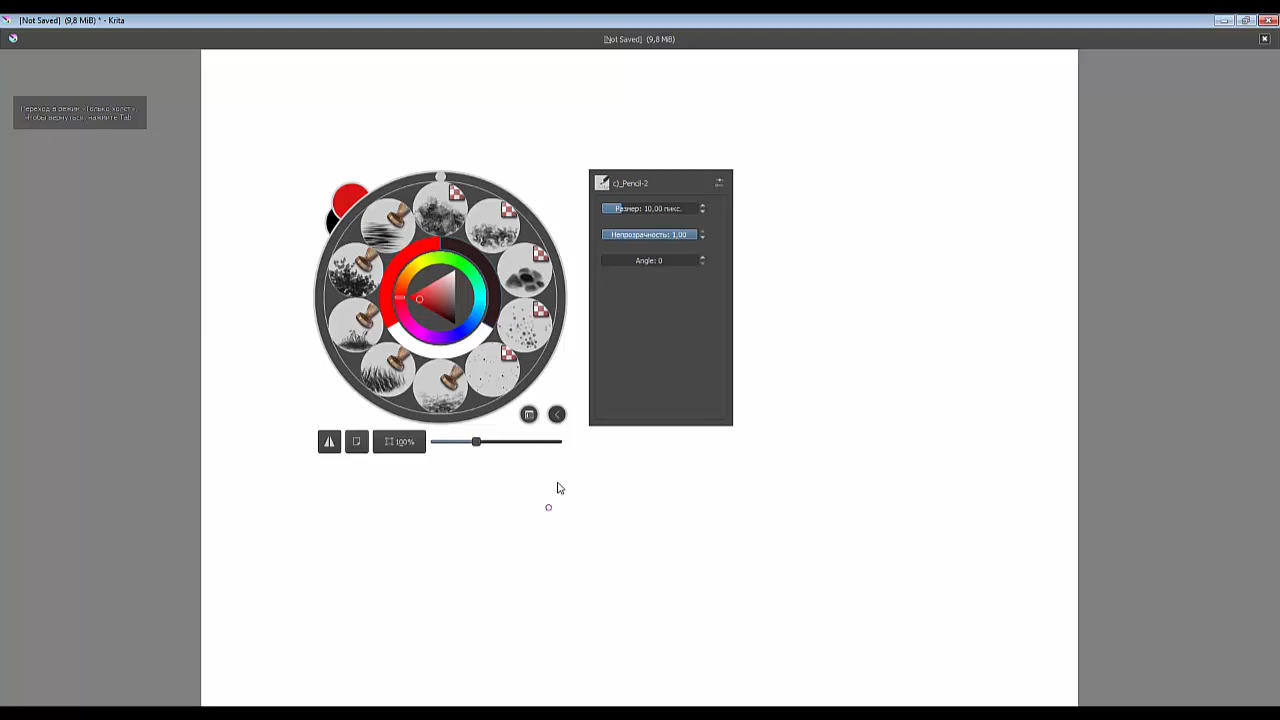 [Not Saved] (9,8 MiB) * - Krita
[Not Saved] (9,8 MiB)
Переход в режим «Только холст».
Чтобы вернуться, нажмите Tab
c)_Pencil-2
Размер: 10,00 пикс.
Непрозрачность: 1,00
Angle: 0
100%